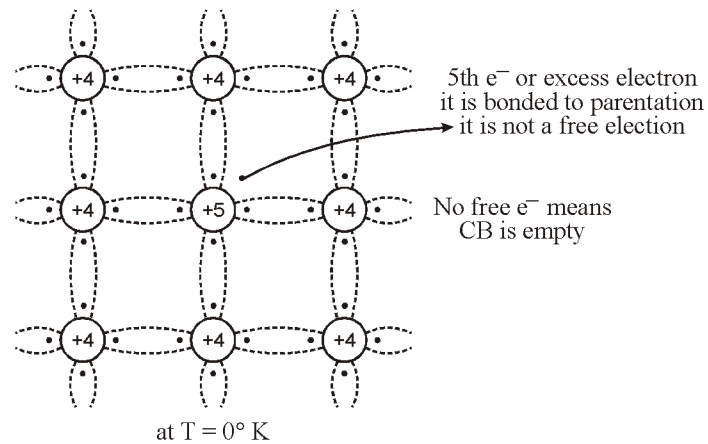 +4 +4 +4
5th e⁻ or excess electron
it is bonded to parentation
it is not a free election
+4 +5 +4
No free e⁻ means
CB is empty
+4 +4 +4
at T = 0° K